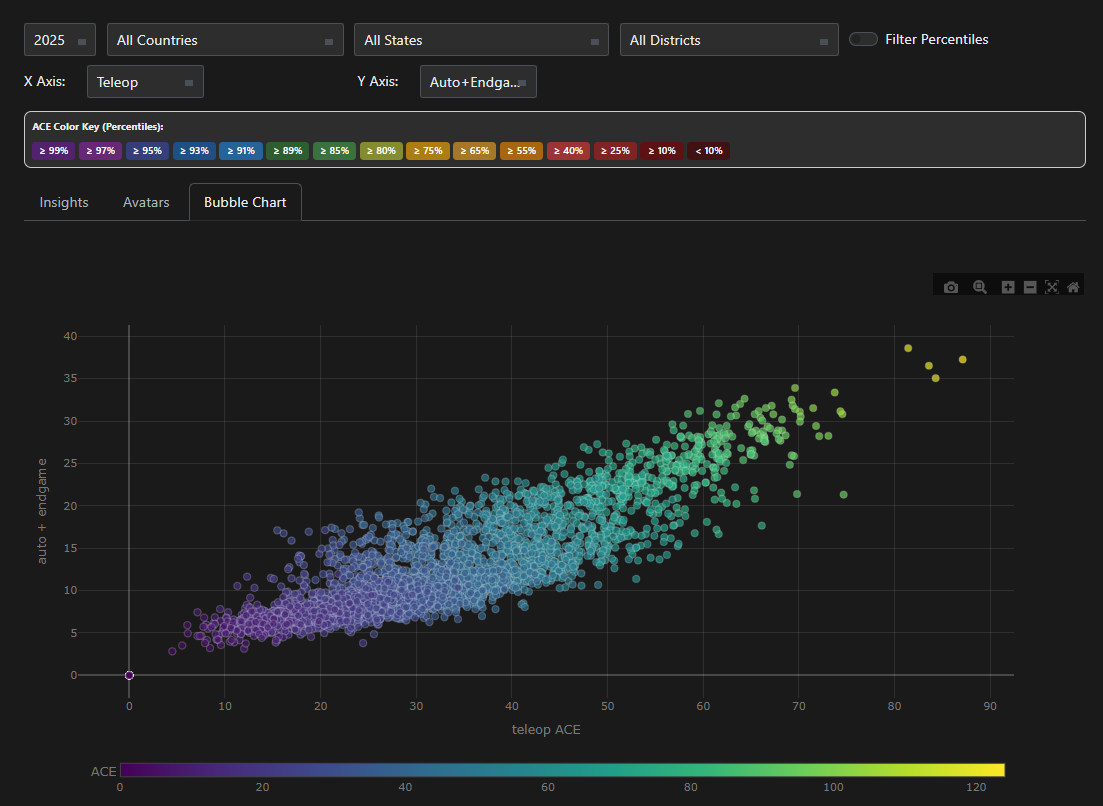 2025 All Countries All States All Districts Filter Percentiles
X Axis: Teleop Y Axis: Auto+Endga...
ACE Color Key (Percentiles):
≥ 99% ≥ 97% ≥ 95% ≥ 93% ≥ 91% ≥ 89% ≥ 85% ≥ 80% ≥ 75% ≥ 65% ≥ 55% ≥ 40% ≥ 25% ≥ 10% < 10%
Insights Avatars Bubble Chart
40
35
30
25
20
15
10
5
0
auto + endgame
0 10 20 30 40 50 60 70 80 90
teleop ACE
ACE
0 20 40 60 80 100 120